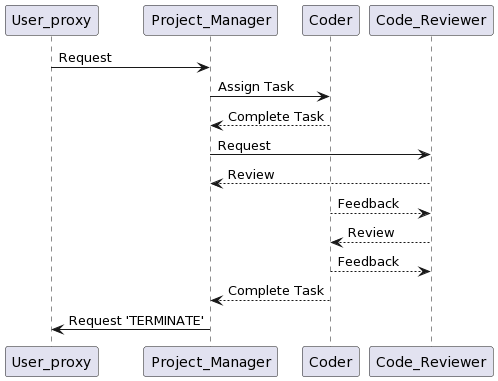 User_proxy Project_Manager Coder Code_Reviewer
Request
Assign Task
Complete Task
Request
Review
Feedback
Review
Feedback
Complete Task
Request 'TERMINATE'
User_proxy Project_Manager Coder Code_Reviewer